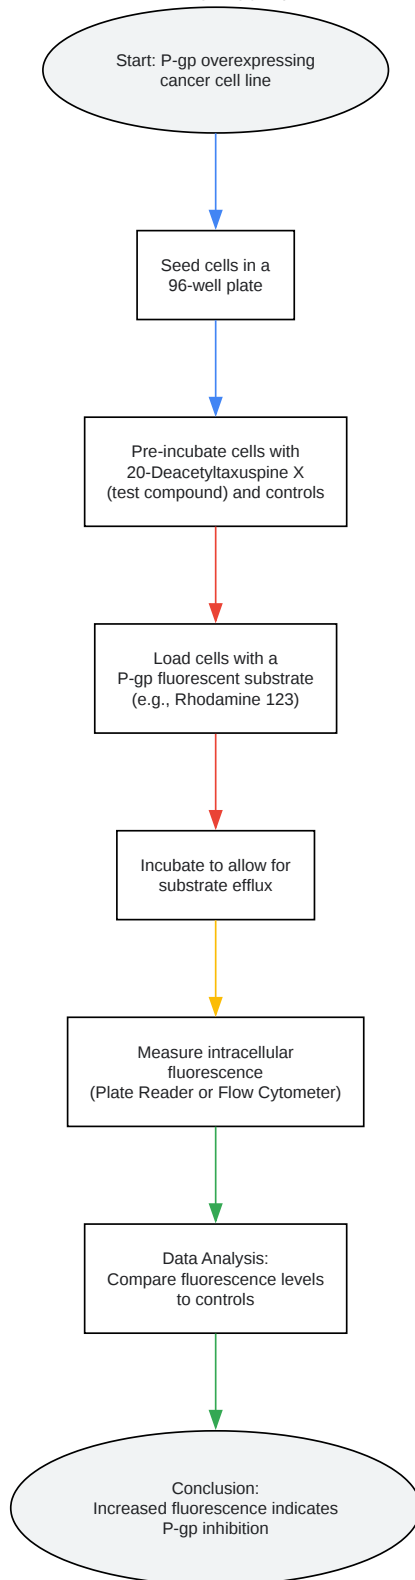 Start: P-gp overexpressing
cancer cell line
Seed cells in a
96-well plate
Pre-incubate cells with
20-Deacetyltaxuspine X
(test compound) and controls
Load cells with a
P-gp fluorescent substrate
(e.g., Rhodamine 123)
Incubate to allow for
substrate efflux
Measure intracellular
fluorescence
(Plate Reader or Flow Cytometer)
Data Analysis:
Compare fluorescence levels
to controls
Conclusion:
Increased fluorescence indicates
P-gp inhibition